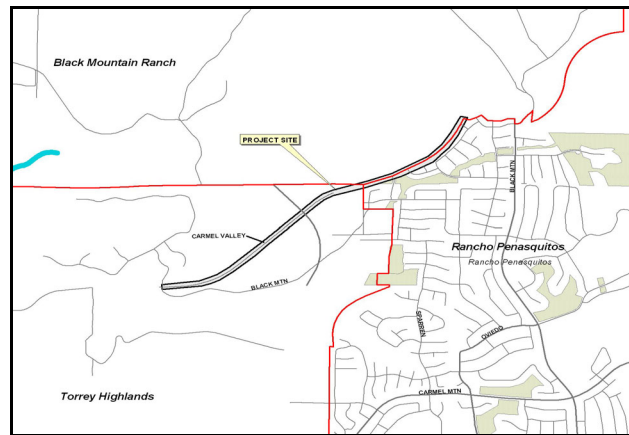 Black Mountain Ranch
PROJECT SITE
BLACK MTN
CARMEL VALLEY
Rancho Penasquitos
Rancho Penasquitos
BLACK MTN
SPARREN
OVIEDO
CARMEL MTN
Torrey Highlands